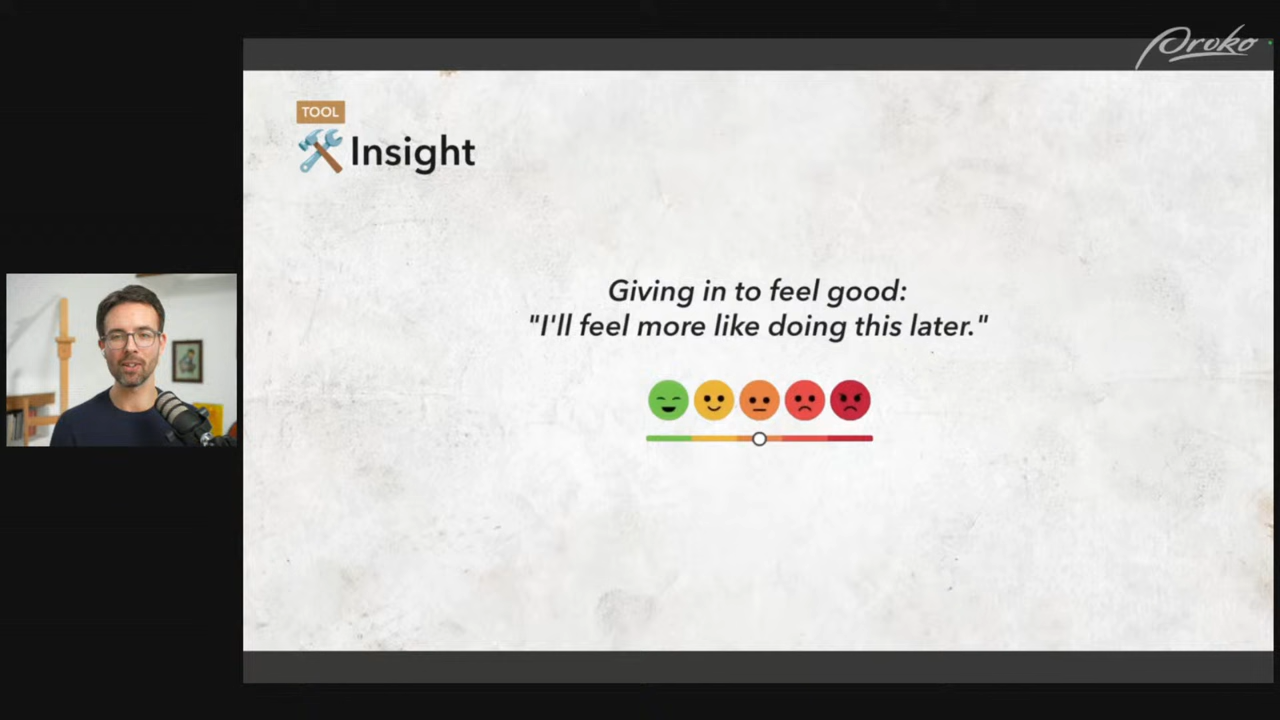 Proko
TOOL
Insight
Giving in to feel good:
"I'll feel more like doing this later."